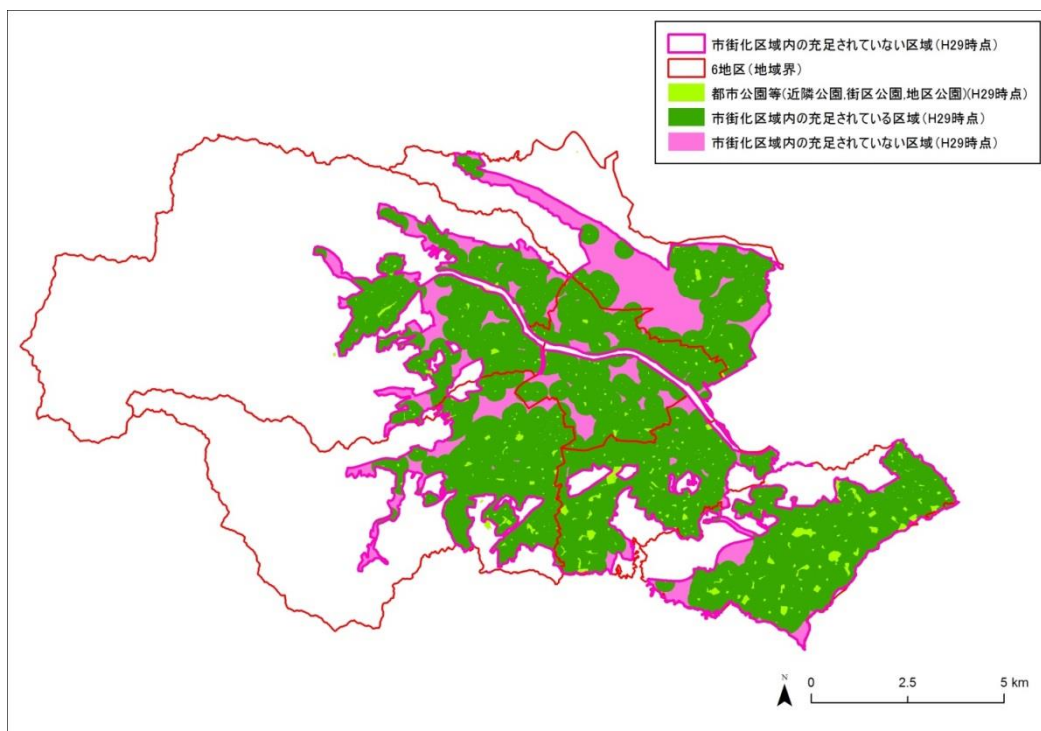 市街化区域内の充足されていない区域(H29時点)
6地区(地域界)
都市公園等(近隣公園,街区公園,地区公園)(H29時点)
市街化区域内の充足されている区域(H29時点)
市街化区域内の充足されていない区域(H29時点)
N
0 2.5 5 km